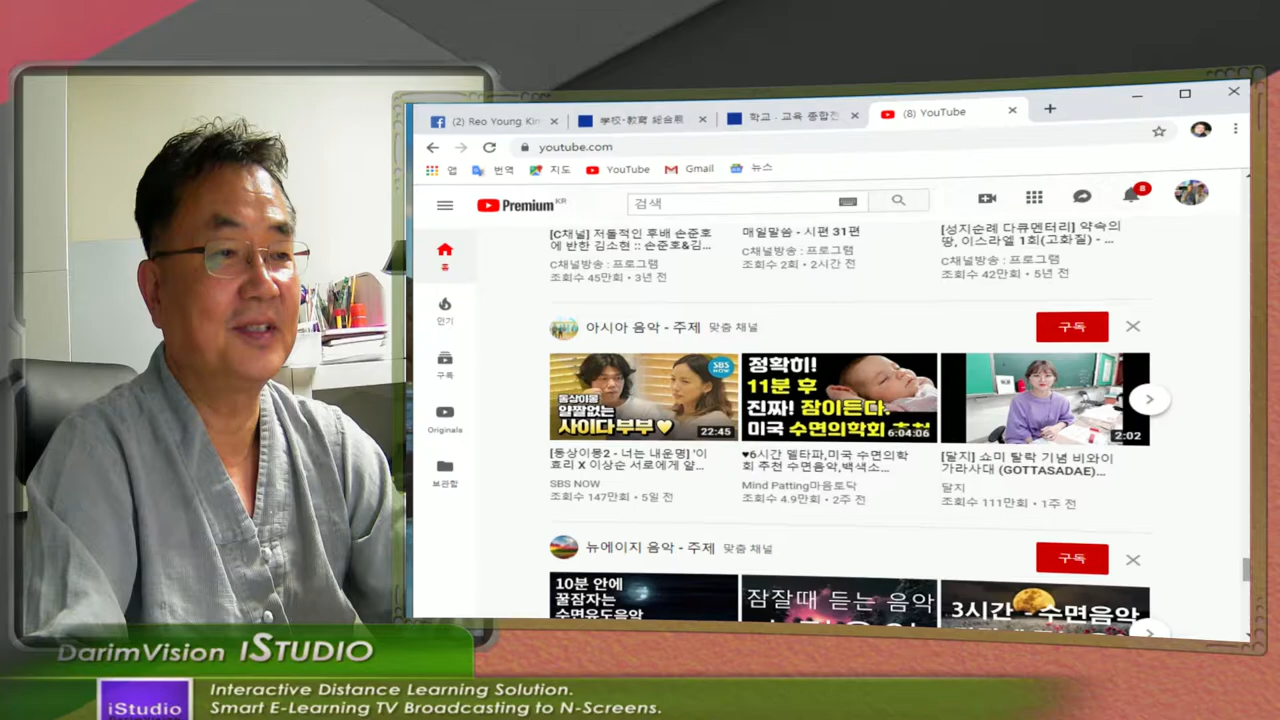 (2) Reo Young Kim
學校·敎育 綜合展
학교 · 교육 종합전
(8) YouTube
youtube.com
앱
번역
지도
YouTube
Gmail
뉴스
Premium KR
검색
8
홈
인기
구독
Originals
보관함
[C채널] 저돌적인 후배 손준호
에 반한 김소현 :: 손준호&김...
C채널방송 : 프로그램
조회수 45만회 • 3년 전
매일말씀 - 시편 31편
C채널방송 : 프로그램
조회수 2회 • 2시간 전
[성지순례 다큐멘터리] 약속의
땅, 이스라엘 1회(고화질) - ...
C채널방송 : 프로그램
조회수 42만회 • 5년 전
아시아 음악 - 주제 맞춤 채널
구독
SBS NOW
동상이몽
얄짤없는
사이다부부♥
22:45
정확히!
11분 후
진짜! 잠이든다.
미국 수면의학회
6:04:06
2:02
[동상이몽2 - 너는 내운명] '이
효리 X 이상순 서로에게 얄...
SBS NOW
조회수 147만회 • 5일 전
♥6시간 델타파,미국 수면의학
회 추천 수면음악,백색소...
Mind Patting마음토닥
조회수 4.9만회 • 2주 전
[달지] 쇼미 탈락 기념 비와이
가라사대 (GOTTASADAE)...
달지
조회수 111만회 • 1주 전
뉴에이지 음악 - 주제 맞춤 채널
구독
10분 안에
꿀잠자는
수면유도음악
잠잘때 듣는 음악
3시간 - 수면음악
DarimVision iSTUDIO
iStudio
Interactive Distance Learning Solution.
Smart E-Learning TV Broadcasting to N-Screens.